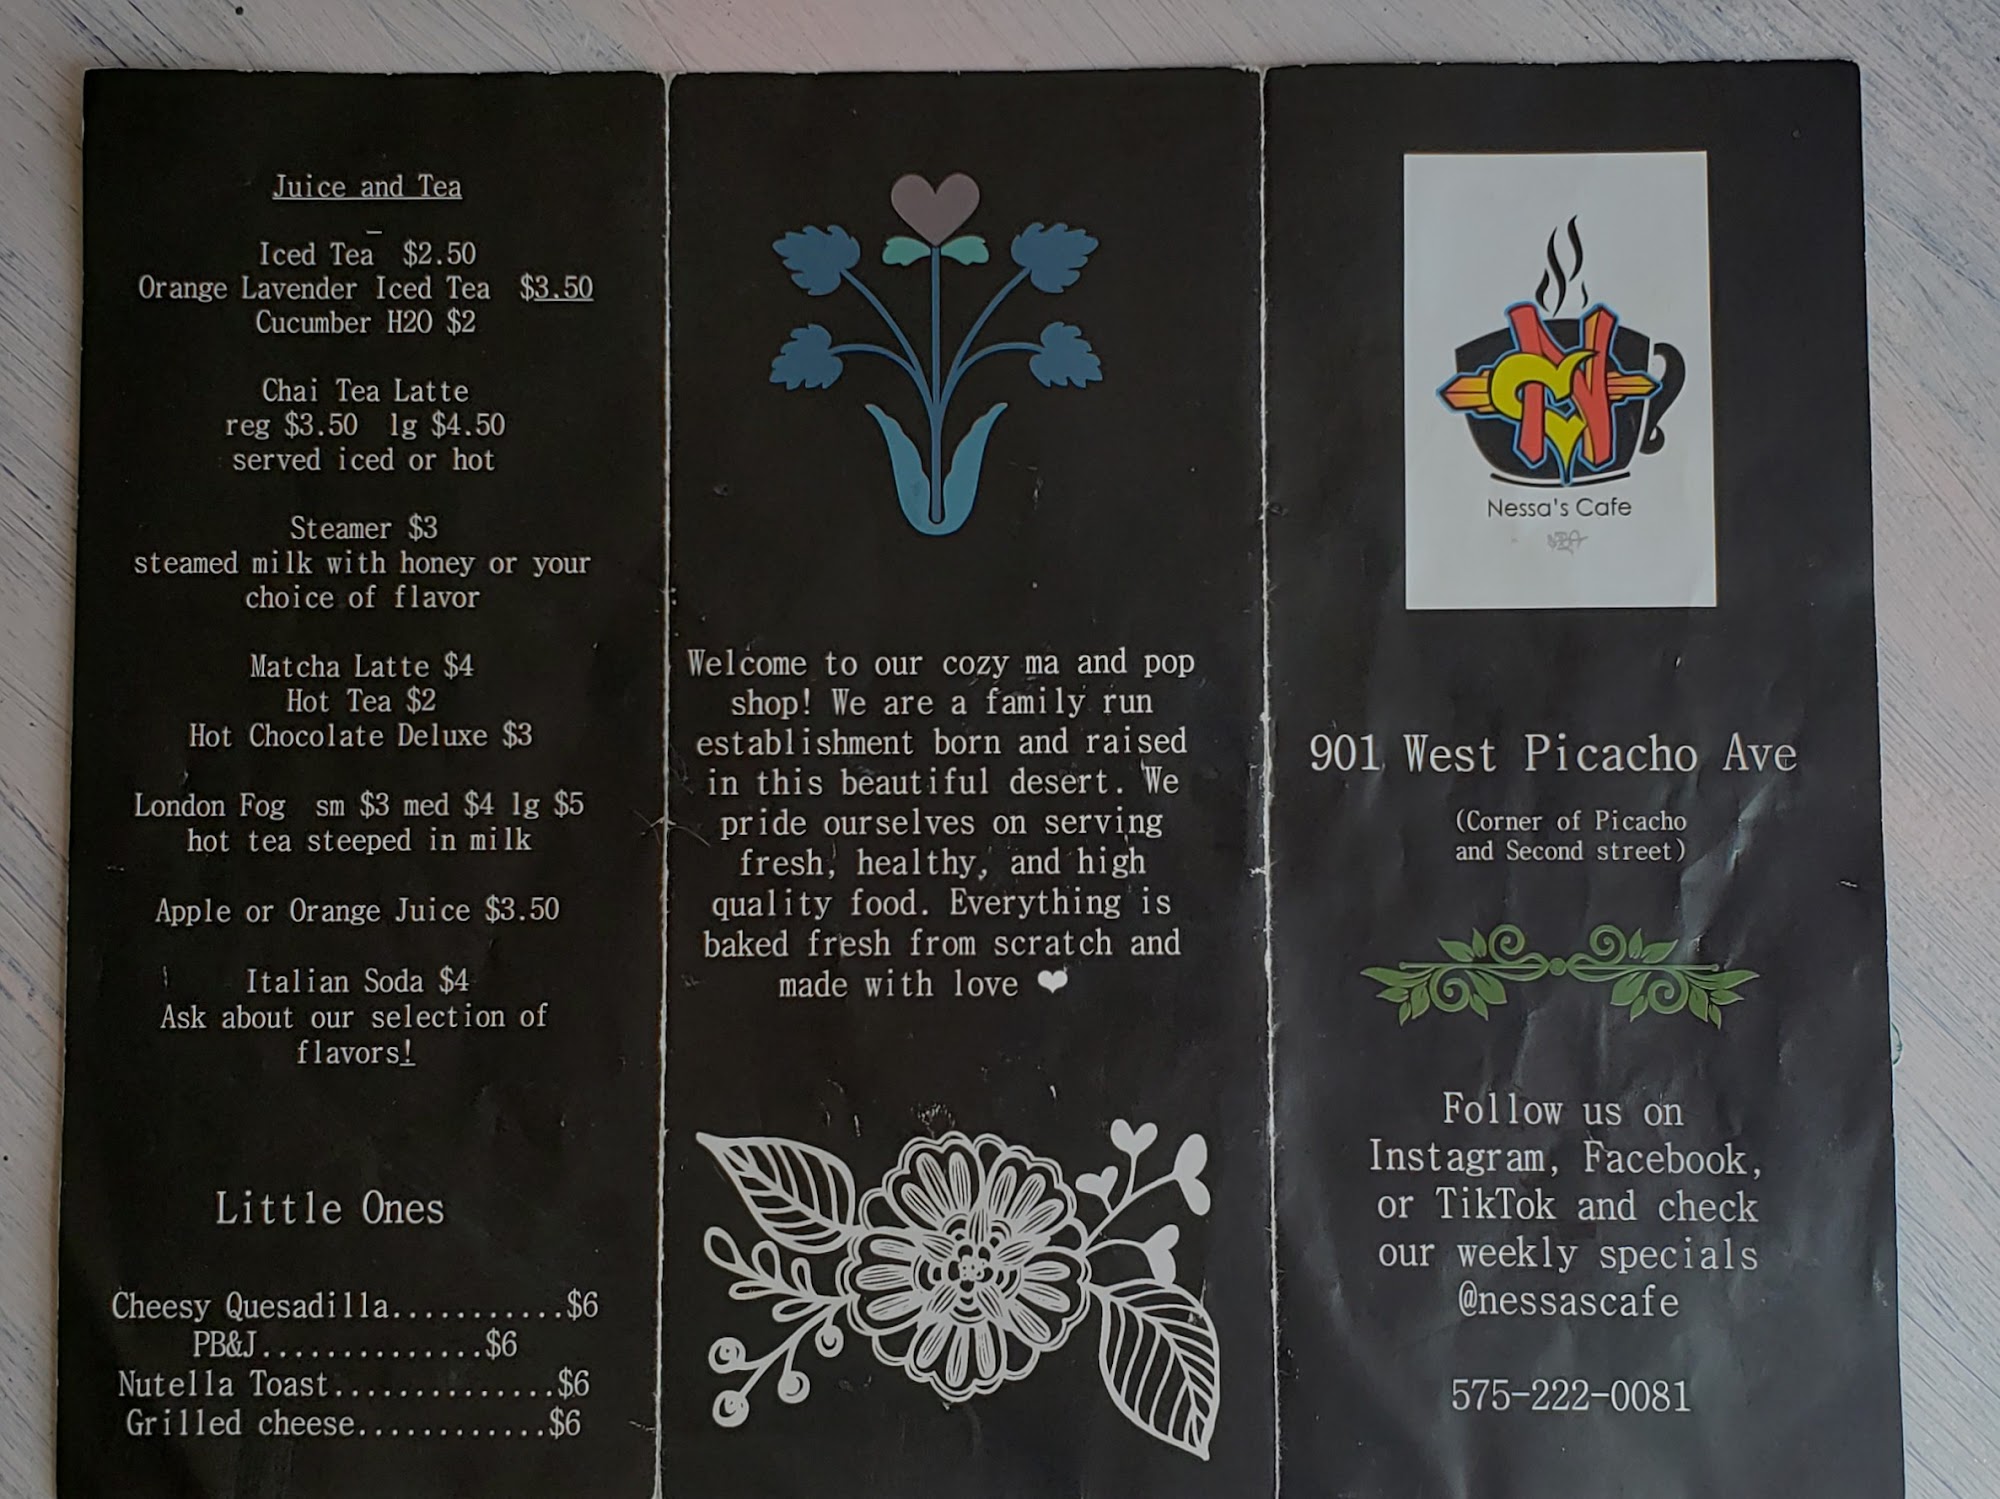 Juice and Tea
Iced Tea $2.50
Orange Lavender Iced Tea $3.50
Cucumber H2O $2
Chai Tea Latte
reg $3.50 lg $4.50
served iced or hot
Steamer $3
steamed milk with honey or your
choice of flavor
Matcha Latte $4
Hot Tea $2
Hot Chocolate Deluxe $3
London Fog sm $3 med $4 lg $5
hot tea steeped in milk
Apple or Orange Juice $3.50
Italian Soda $4
Ask about our selection of
flavors!
Little Ones
Cheesy Quesadilla...........$6
PB&J..............$6
Nutella Toast..............$6
Grilled cheese............$6
Welcome to our cozy ma and pop
shop! We are a family run
establishment born and raised
in this beautiful desert. We
pride ourselves on serving
fresh, healthy, and high
quality food. Everything is
baked fresh from scratch and
made with love ❤
Nessa's Cafe
901 West Picacho Ave
(Corner of Picacho
and Second street)
Follow us on
Instagram, Facebook,
or TikTok and check
our weekly specials
@nessascafe
575-222-0081